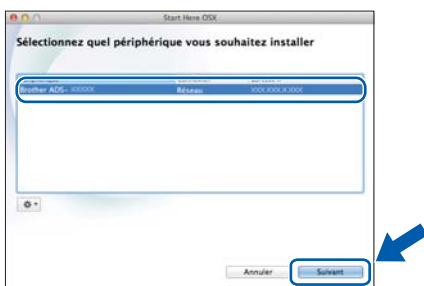 Start Here OSX
Sélectionnez quel périphérique vous souhaitez installer
Brother ADS- XXXXX Réseau XXX.XXX.X.XXX
Annuler Suivant